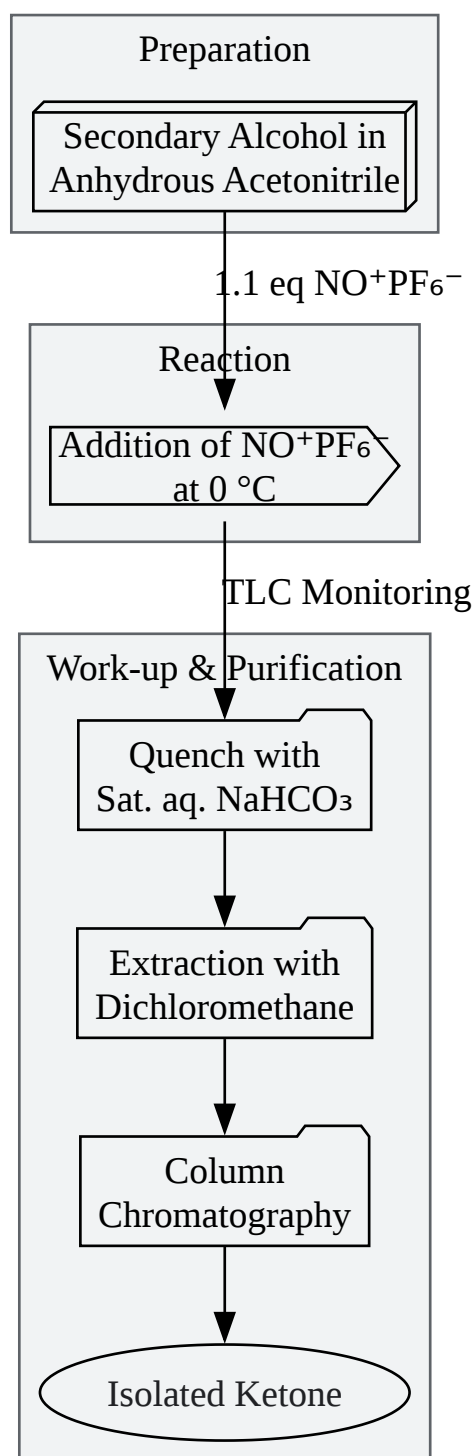 Preparation
Secondary Alcohol in
Anhydrous Acetonitrile
1.1 eq NO⁺PF₆⁻
Reaction
Addition of NO⁺PF₆⁻
at 0 °C
TLC Monitoring
Work-up & Purification
Quench with
Sat. aq. NaHCO₃
Extraction with
Dichloromethane
Column
Chromatography
Isolated Ketone